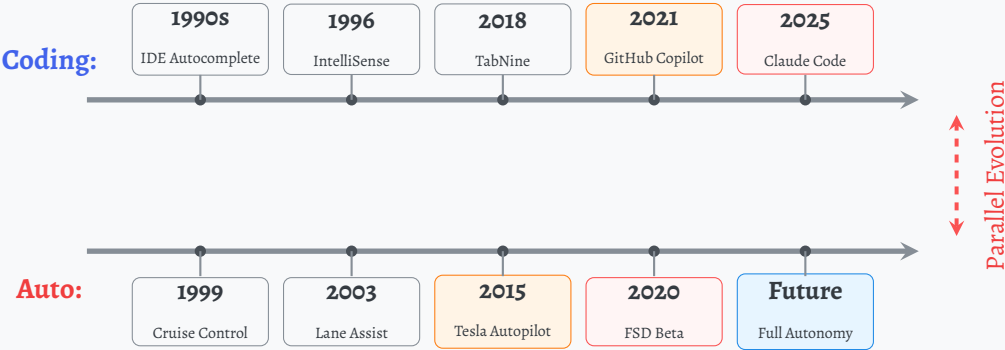 1990s
IDE Autocomplete
1996
IntelliSense
2018
TabNine
2021
GitHub Copilot
2025
Claude Code
Coding:
Parallel Evolution
Auto:
1999
Cruise Control
2003
Lane Assist
2015
Tesla Autopilot
2020
FSD Beta
Future
Full Autonomy